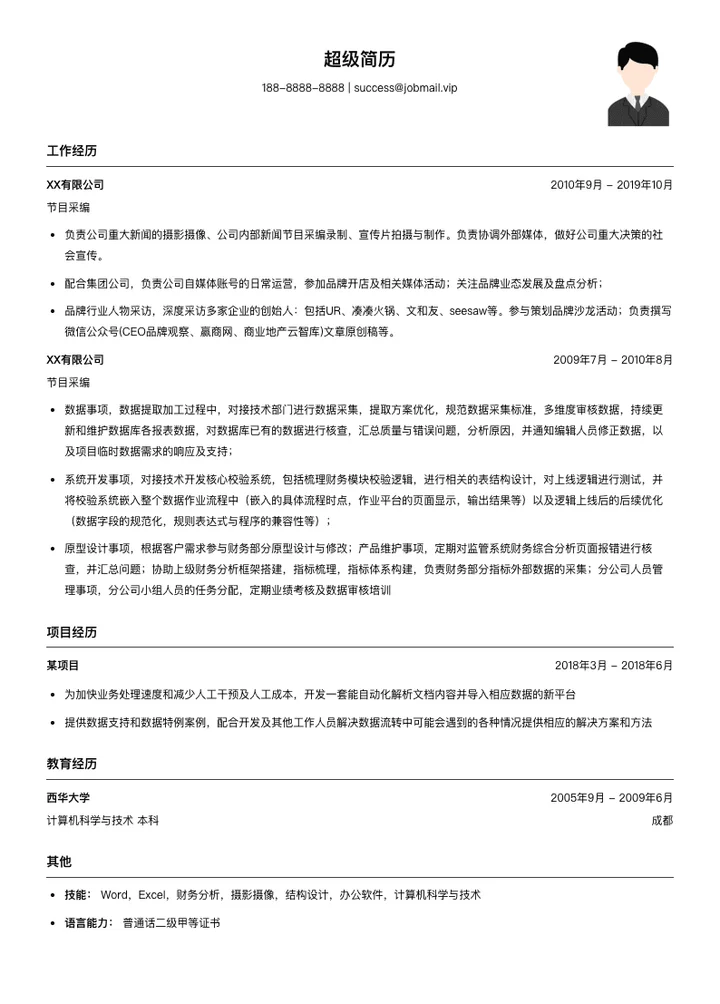 超级简历
188-8888-8888 | success@jobmail.vip
工作经历
XX有限公司 2010年9月 – 2019年10月
节目采编
• 负责公司重大新闻的摄影摄像、公司内部新闻节目采编录制、宣传片拍摄与制作。负责协调外部媒体，做好公司重大决策的社
会宣传。
• 配合集团公司，负责公司自媒体账号的日常运营，参加品牌开店及相关媒体活动；关注品牌业态发展及盘点分析；
• 品牌行业人物采访，深度采访多家企业的创始人：包括UR、凑凑火锅、文和友、seesaw等。参与策划品牌沙龙活动；负责撰写
微信公众号(CEO品牌观察、赢商网、商业地产云智库)文章原创稿等。
XX有限公司 2009年7月 – 2010年8月
节目采编
• 数据事项，数据提取加工过程中，对接技术部门进行数据采集，提取方案优化，规范数据采集标准，多维度审核数据，持续更
新和维护数据库各报表数据，对数据库已有的数据进行核查，汇总质量与错误问题，分析原因，并通知编辑人员修正数据，以
及项目临时数据需求的响应及支持；
• 系统开发事项，对接技术开发核心校验系统，包括梳理财务模块校验逻辑，进行相关的表结构设计，对上线逻辑进行测试，并
将校验系统嵌入整个数据作业流程中（嵌入的具体流程时点，作业平台的页面显示，输出结果等）以及逻辑上线后的后续优化
（数据字段的规范化，规则表达式与程序的兼容性等）；
• 原型设计事项，根据客户需求参与财务部分原型设计与修改；产品维护事项，定期对监管系统财务综合分析页面报错进行核
查，并汇总问题；协助上级财务分析框架搭建，指标梳理，指标体系构建，负责财务部分指标外部数据的采集；分公司人员管
理事项，分公司小组人员的任务分配，定期业绩考核及数据审核培训
项目经历
某项目 2018年3月 – 2018年6月
• 为加快业务处理速度和减少人工干预及人工成本，开发一套能自动化解析文档内容并导入相应数据的新平台
• 提供数据支持和数据特例案例，配合开发及其他工作人员解决数据流转中可能会遇到的各种情况提供相应的解决方案和方法
教育经历
西华大学 2005年9月 – 2009年6月
计算机科学与技术 本科 成都
其他
• 技能： Word，Excel，财务分析，摄影摄像，结构设计，办公软件，计算机科学与技术
• 语言能力： 普通话二级甲等证书